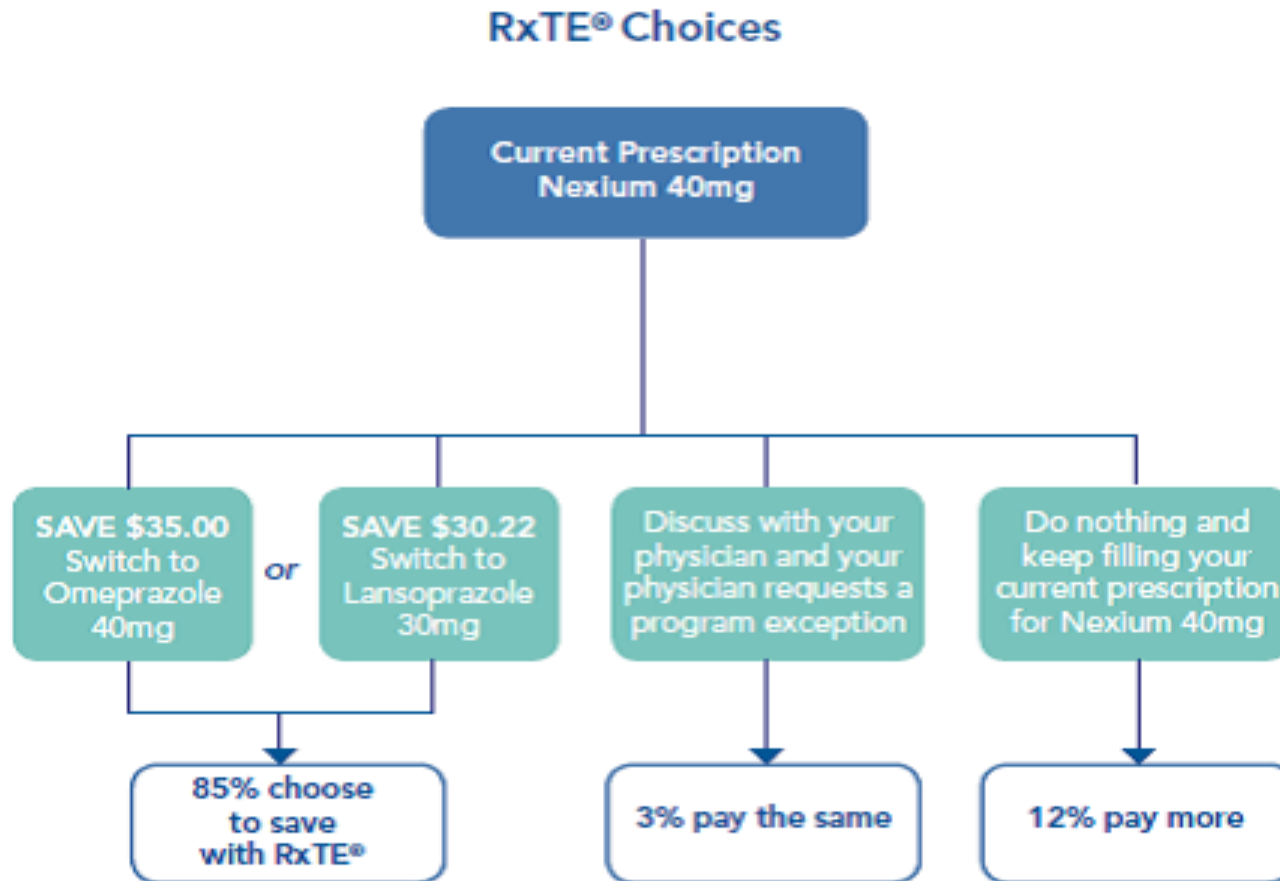 RxTE® Choices
Current Prescription
Nexium 40mg
SAVE $35.00
Switch to
Omeprazole
40mg
or
SAVE $30.22
Switch to
Lansoprazole
30mg
Discuss with your
physician and your
physician requests a
program exception
Do nothing and
keep filling your
current prescription
for Nexium 40mg
85% choose
to save
with RxTE®
3% pay the same
12% pay more